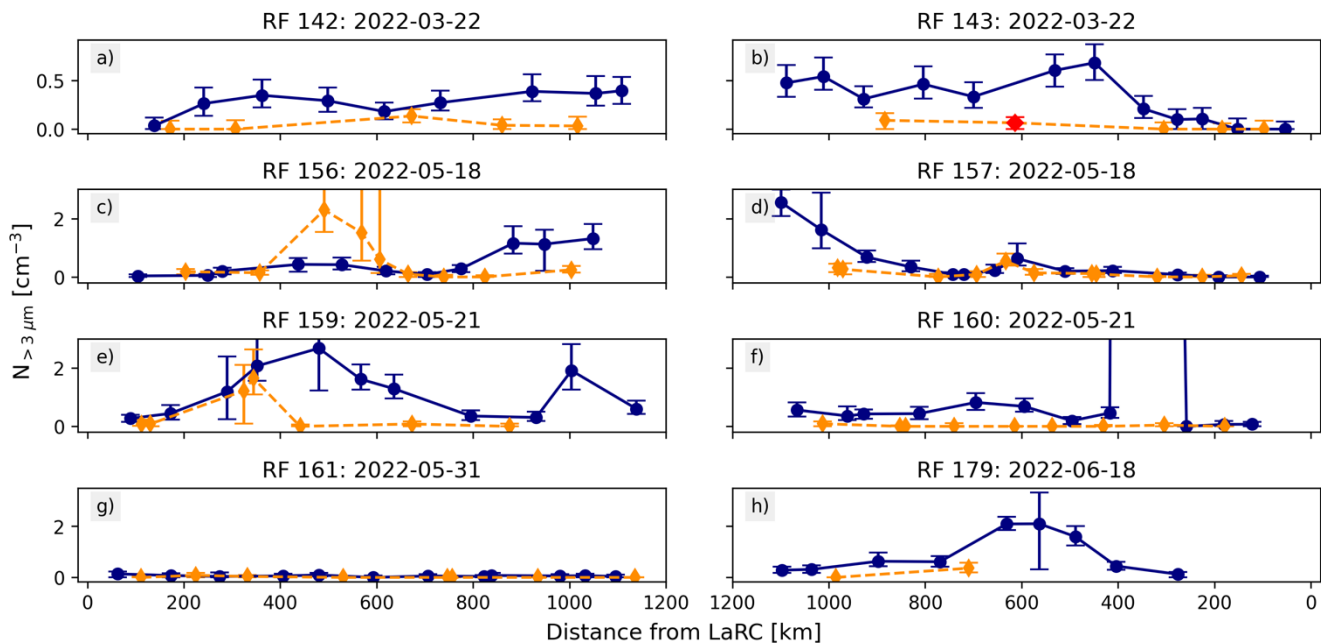 RF 142: 2022-03-22
RF 143: 2022-03-22
a)
b)
0.5
0.0
RF 156: 2022-05-18
RF 157: 2022-05-18
c)
d)
2
0
RF 159: 2022-05-21
RF 160: 2022-05-21
e)
f)
2
0
RF 161: 2022-05-31
RF 179: 2022-06-18
g)
h)
2
0
N > 3 μm [cm−3]
0 200 400 600 800 1000 1200
1200 1000 800 600 400 200 0
Distance from LaRC [km]